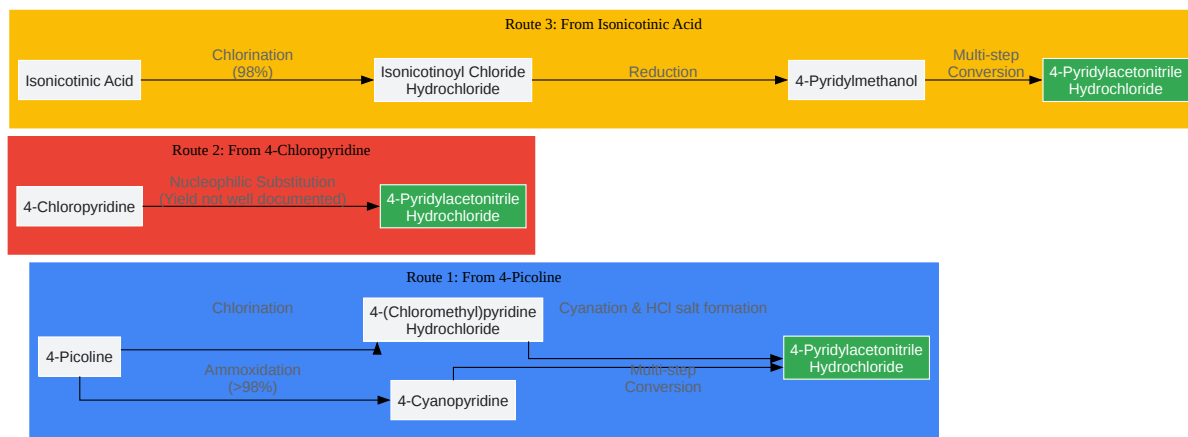 Route 3: From Isonicotinic Acid
Chlorination
(98%)
Multi-step
Conversion
Isonicotinic Acid
Isonicotinoyl Chloride
Hydrochloride
Reduction
4-Pyridylmethanol
4-Pyridylacetonitrile
Hydrochloride
Route 2: From 4-Chloropyridine
Nucleophilic Substitution
(Yield not well documented)
4-Chloropyridine
4-Pyridylacetonitrile
Hydrochloride
Route 1: From 4-Picoline
Chlorination
4-(Chloromethyl)pyridine
Hydrochloride
Cyanation & HCl salt formation
4-Picoline
4-Pyridylacetonitrile
Hydrochloride
Ammoxidation
(>98%)
Multi-step
Conversion
4-Cyanopyridine